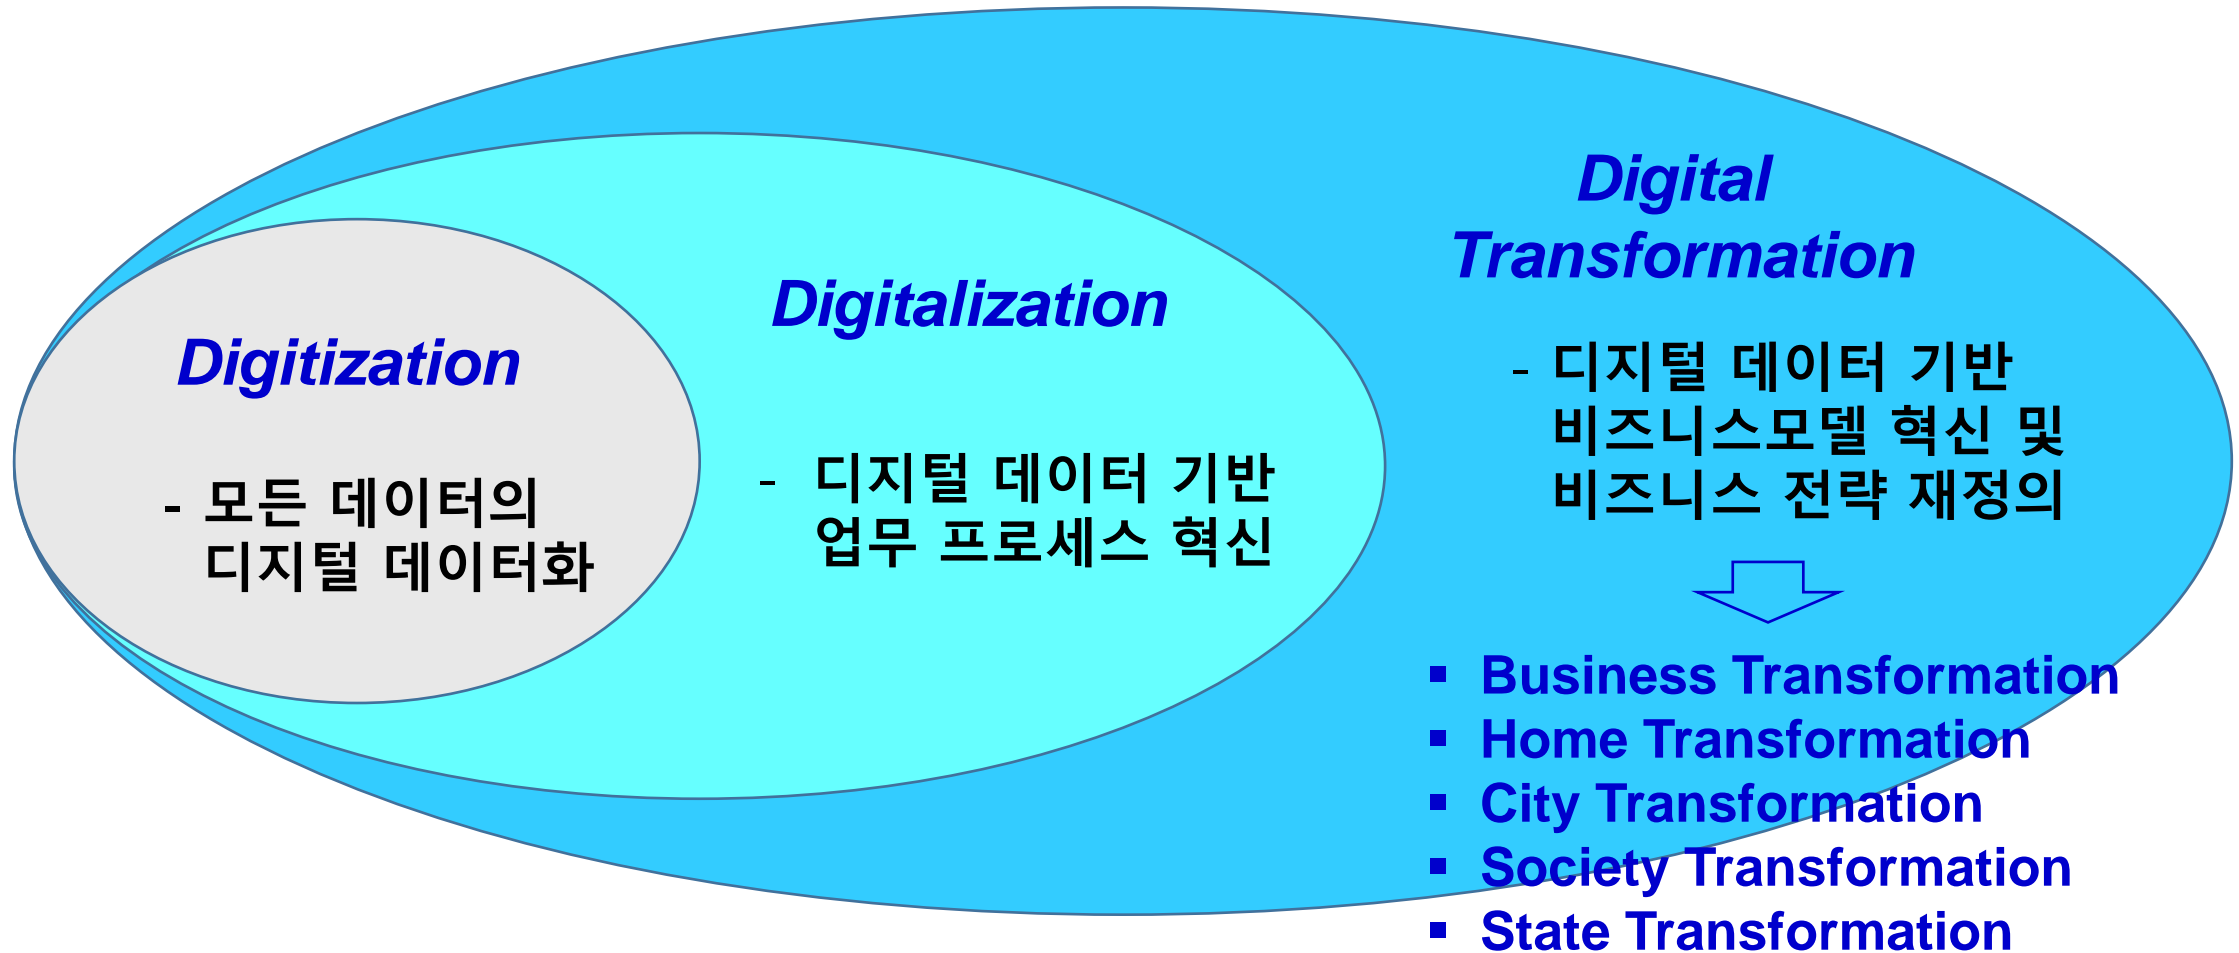 Digitization
- 모든 데이터의
디지털 데이터화
Digitalization
- 디지털 데이터 기반
업무 프로세스 혁신
Digital
Transformation
- 디지털 데이터 기반
비즈니스모델 혁신 및
비즈니스 전략 재정의
▪ Business Transformation
▪ Home Transformation
▪ City Transformation
▪ Society Transformation
▪ State Transformation